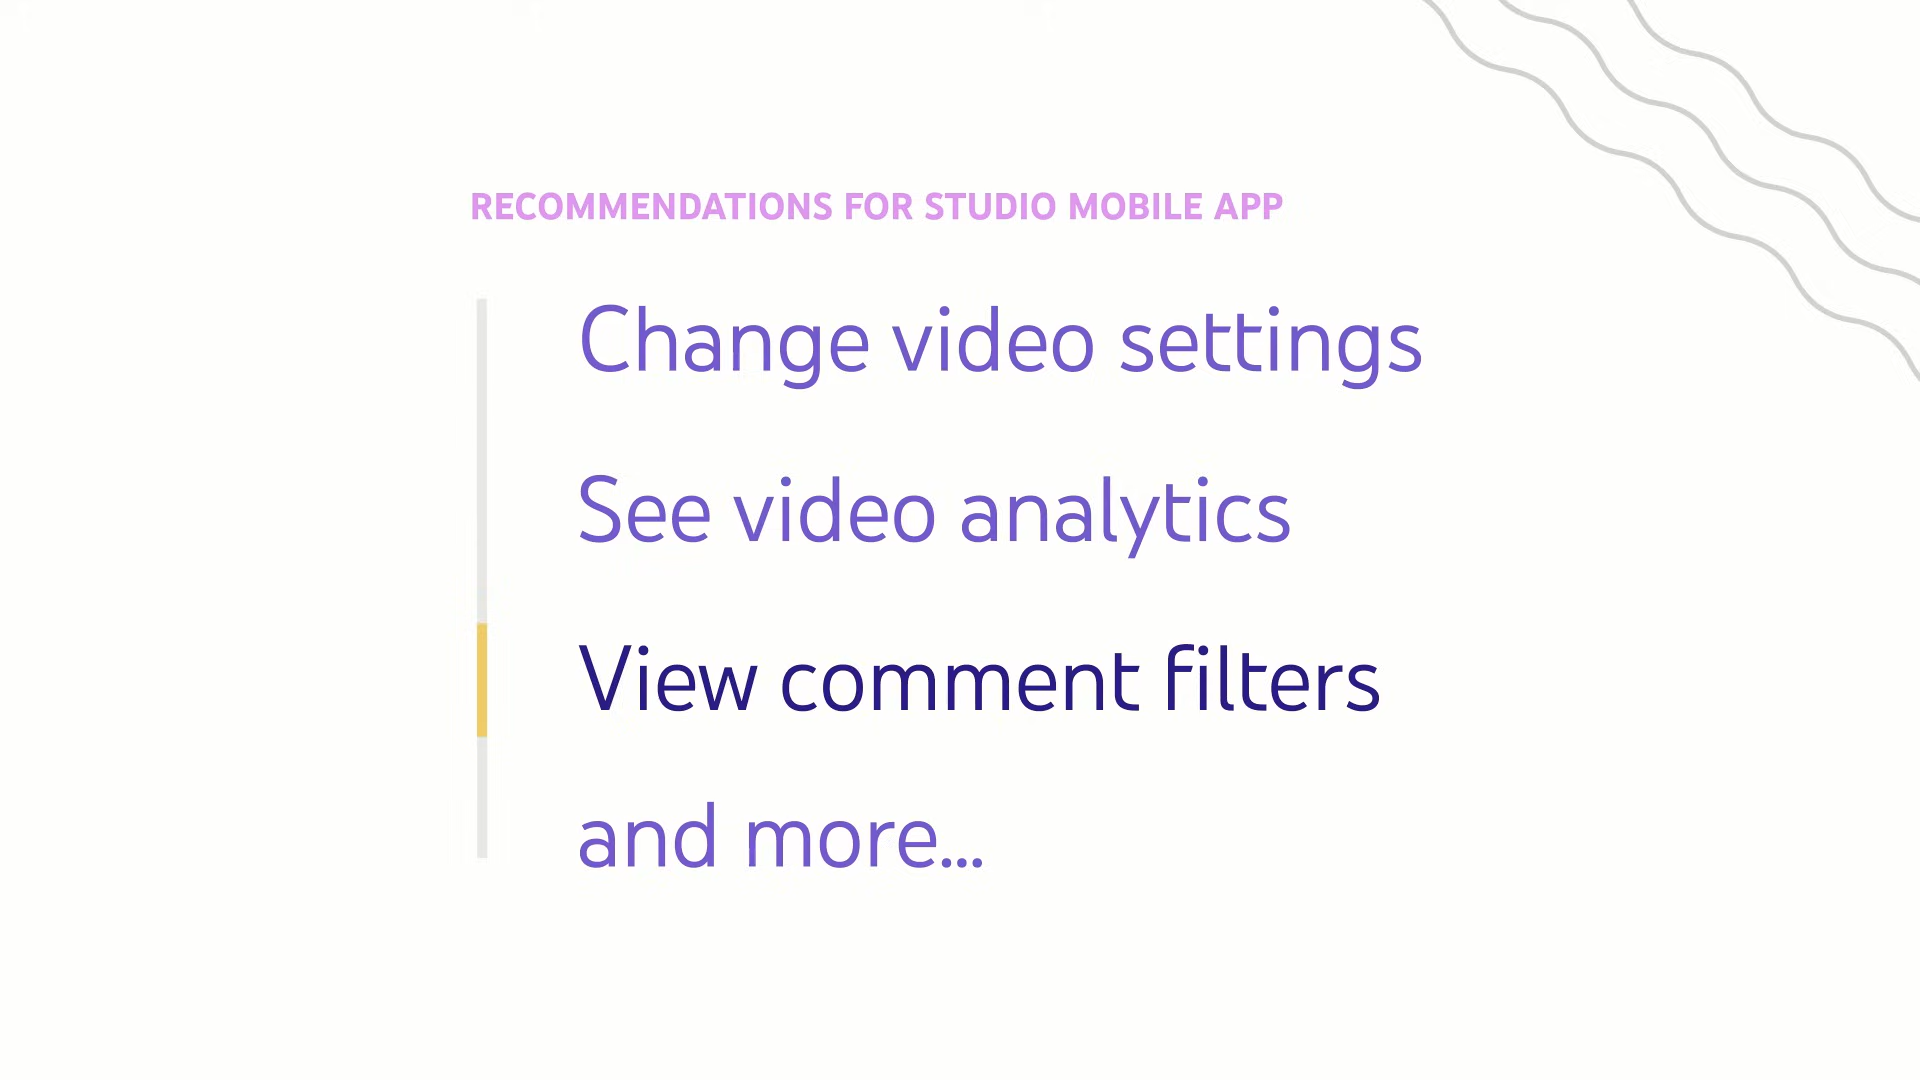 RECOMMENDATIONS FOR STUDIO MOBILE APP
Change video settings
See video analytics
View comment filters
and more...